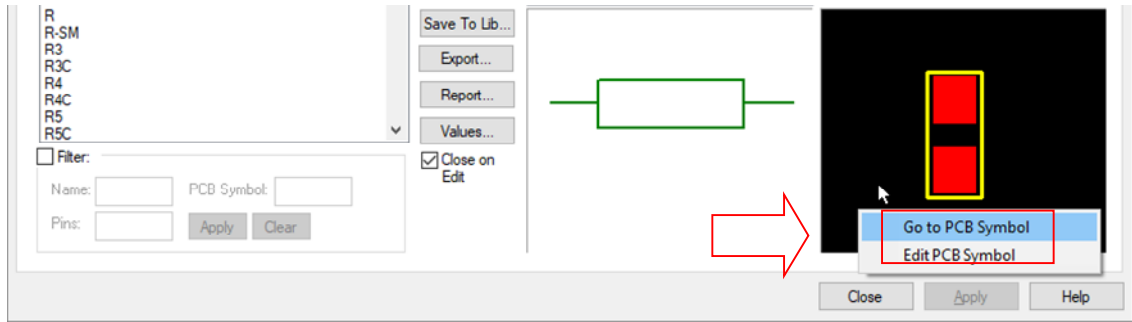 R
R-SM
R3
R3C
R4
R4C
R5
R5C
Filter:
Name:
PCB Symbol:
Pins:
Apply
Clear
Save To Lib...
Export...
Report...
Values...
Close on
Edit
Go to PCB Symbol
Edit PCB Symbol
Close
Apply
Help